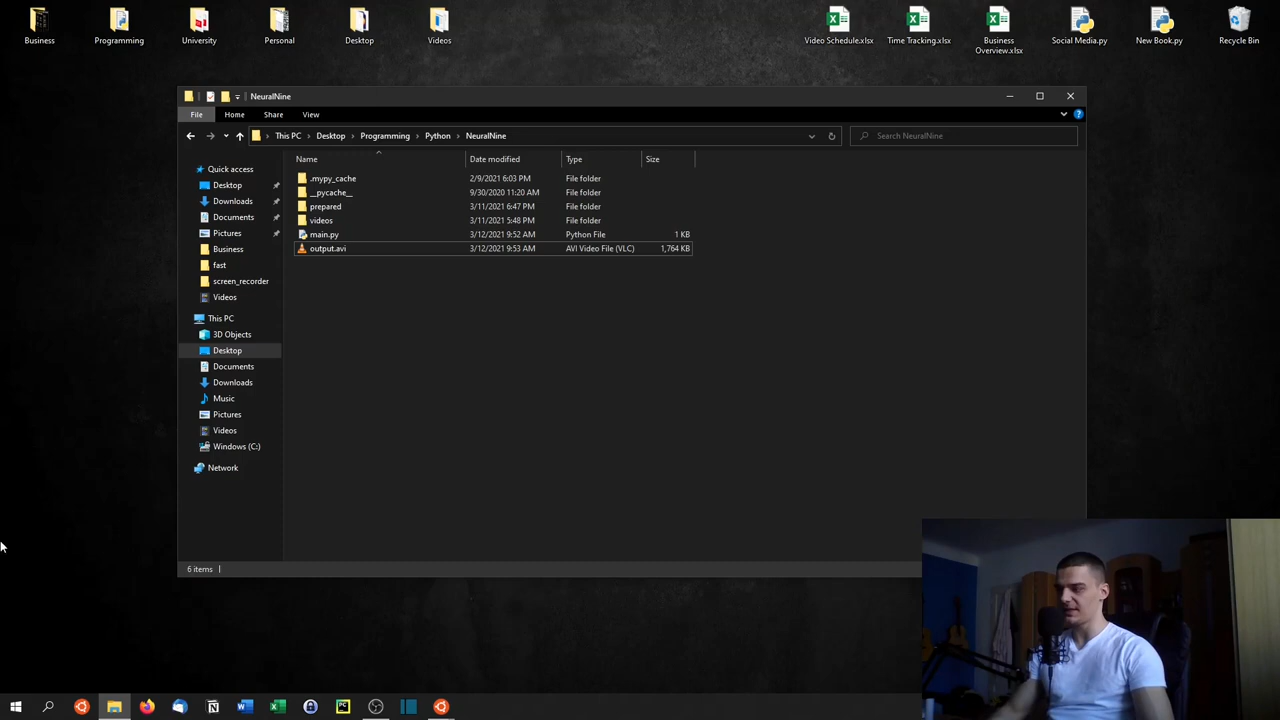 Business
Programming
University
Personal
Desktop
Videos
Video Schedule.xlsx
Time Tracking.xlsx
Business
Overview.xlsx
Social Media.py
New Book.py
Recycle Bin
NeuralNine
File
Home
Share
View
This PC
Desktop
Programming
Python
NeuralNine
Search NeuralNine
Name
Date modified
Type
Size
.mypy_cache 2/9/2021 6:03 PM File folder
__pycache__ 9/30/2020 11:20 AM File folder
prepared 3/11/2021 6:47 PM File folder
videos 3/11/2021 5:48 PM File folder
main.py 3/12/2021 9:52 AM Python File 1 KB
output.avi 3/12/2021 9:53 AM AVI Video File (VLC) 1,764 KB
Quick access
Desktop
Downloads
Documents
Pictures
Business
fast
screen_recorder
Videos
This PC
3D Objects
Desktop
Documents
Downloads
Music
Pictures
Videos
Windows (C:)
Network
6 items